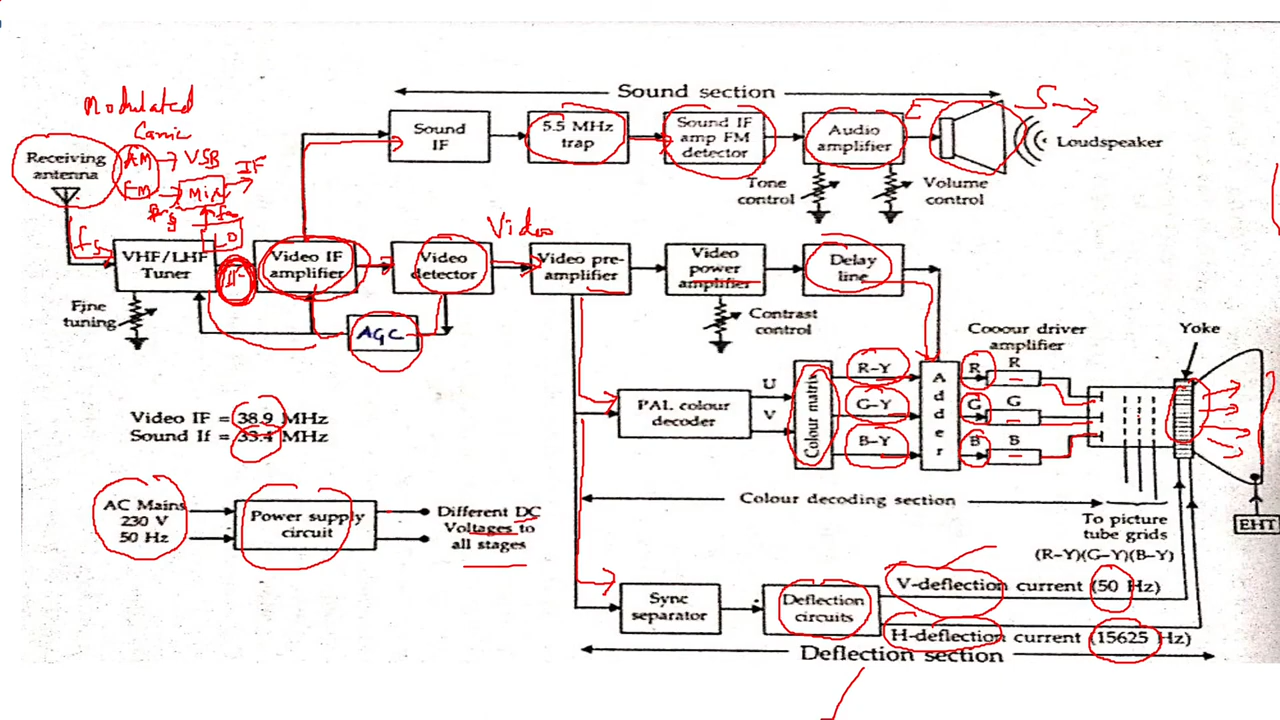 Sound section
Modulated
Carrie
Receiving
antenna
AM → VSB
FM
IF
Mix
LO
fs
Sound
IF
5.5 MHz
trap
Sound IF
amp FM
detector
Audio
amplifier
E
S
Loudspeaker
Tone
control
Volume
control
VHF/LHF
Tuner
IF
Video IF
amplifier
Video
detector
Video
Video pre-
amplifier
Video
power
amplifier
Delay
line
Fine
tuning
AGC
Contrast
control
Cooour driver
amplifier
Yoke
PAL colour
decoder
U
V
Colour matrix
R-Y
G-Y
B-Y
Adder
R
G
B
R
G
B
Video IF = 38.9 MHz
Sound If = 33.4 MHz
Colour decoding section
AC Mains
230 V
50 Hz
Power supply
circuit
Different DC
Voltages to
all stages
To picture
tube grids
(R-Y)(G-Y)(B-Y)
EHT
Sync
separator
Deflection
circuits
V-deflection current (50 Hz)
H-deflection current (15625 Hz)
Deflection section